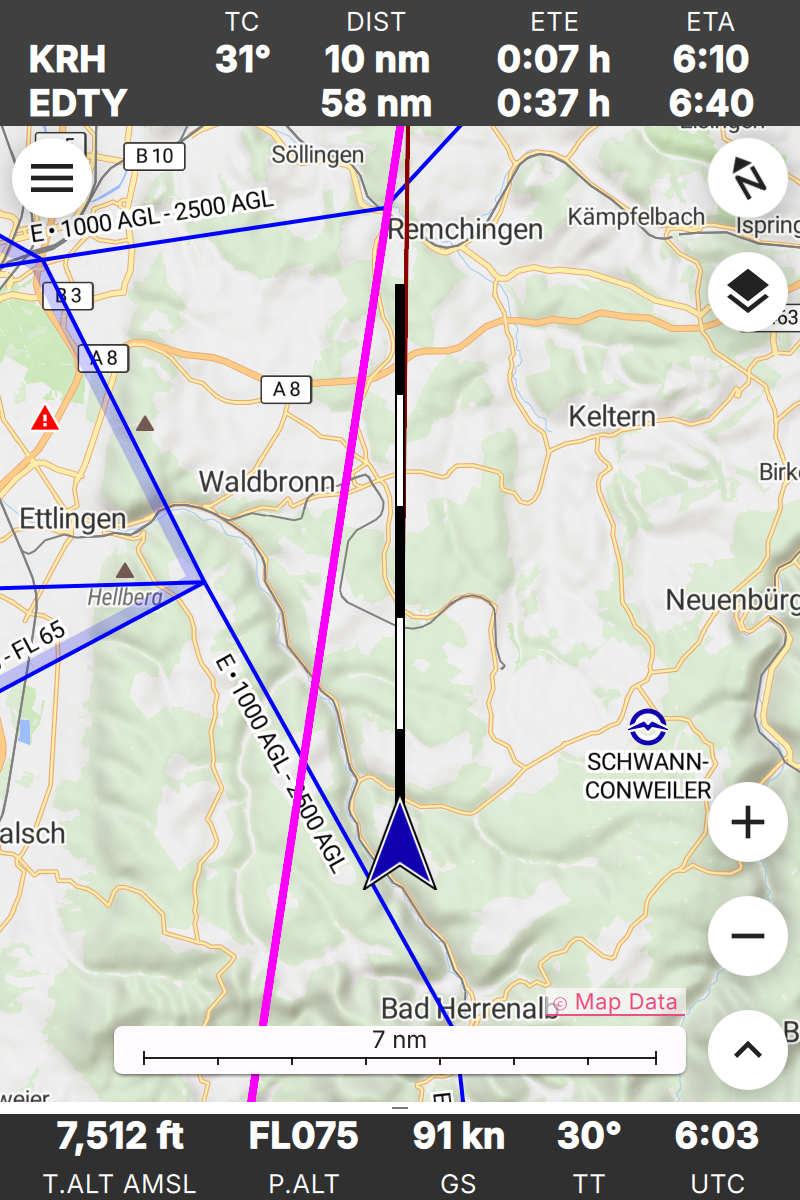 TC DIST ETE ETA
KRH 31° 10 nm 0:07 h 6:10
EDTY 58 nm 0:37 h 6:40
B 10
Söllingen
E • 1000 AGL - 2500 AGL
Remchingen
Kämpfelbach
Ispring
N
B 3
A 8
A 8
Keltern
Waldbronn
Birk
Ettlingen
Hellberg
Neuenbürg
- FL 65
E • 1000 AGL - 2500 AGL
SCHWANN-
CONWEILER
alsch
Bad Herrenalb
© Map Data
7 nm
B
weier
E
7,512 ft FL075 91 kn 30° 6:03
T.ALT AMSL P.ALT GS TT UTC